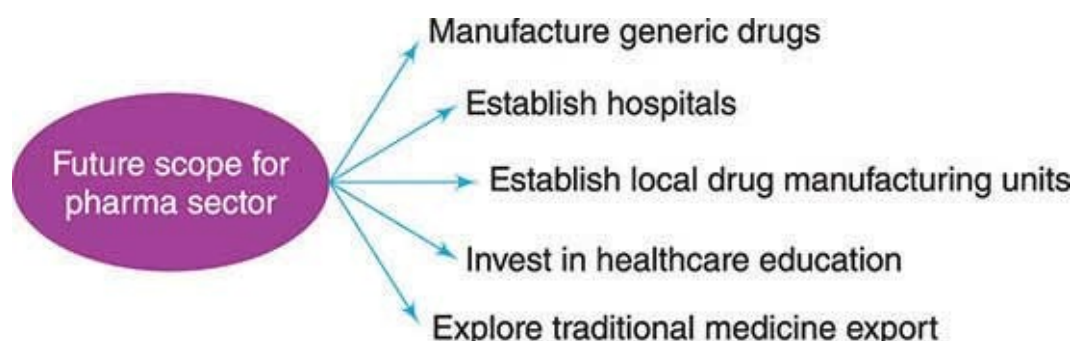 Manufacture generic drugs
Establish hospitals
Future scope for
pharma sector
Establish local drug manufacturing units
Invest in healthcare education
Explore traditional medicine export